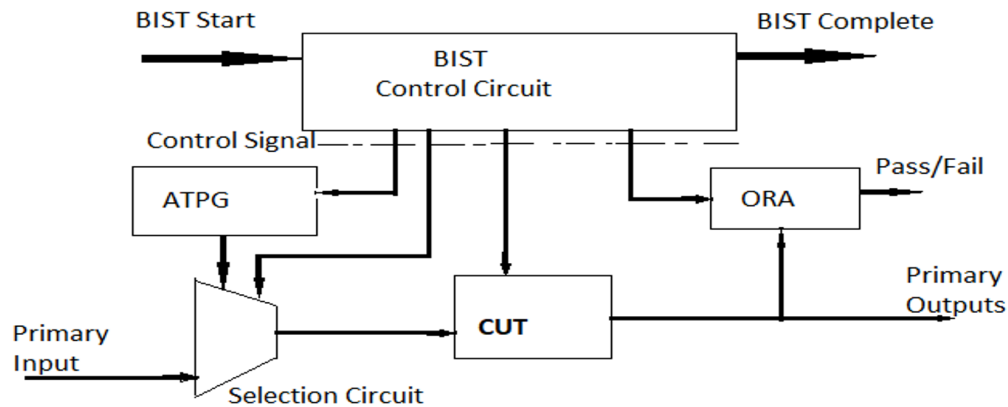 BIST Start
BIST Complete
BIST
Control Circuit
Control Signal
ATPG
ORA
Pass/Fail
Primary
Input
CUT
Primary
Outputs
Selection Circuit